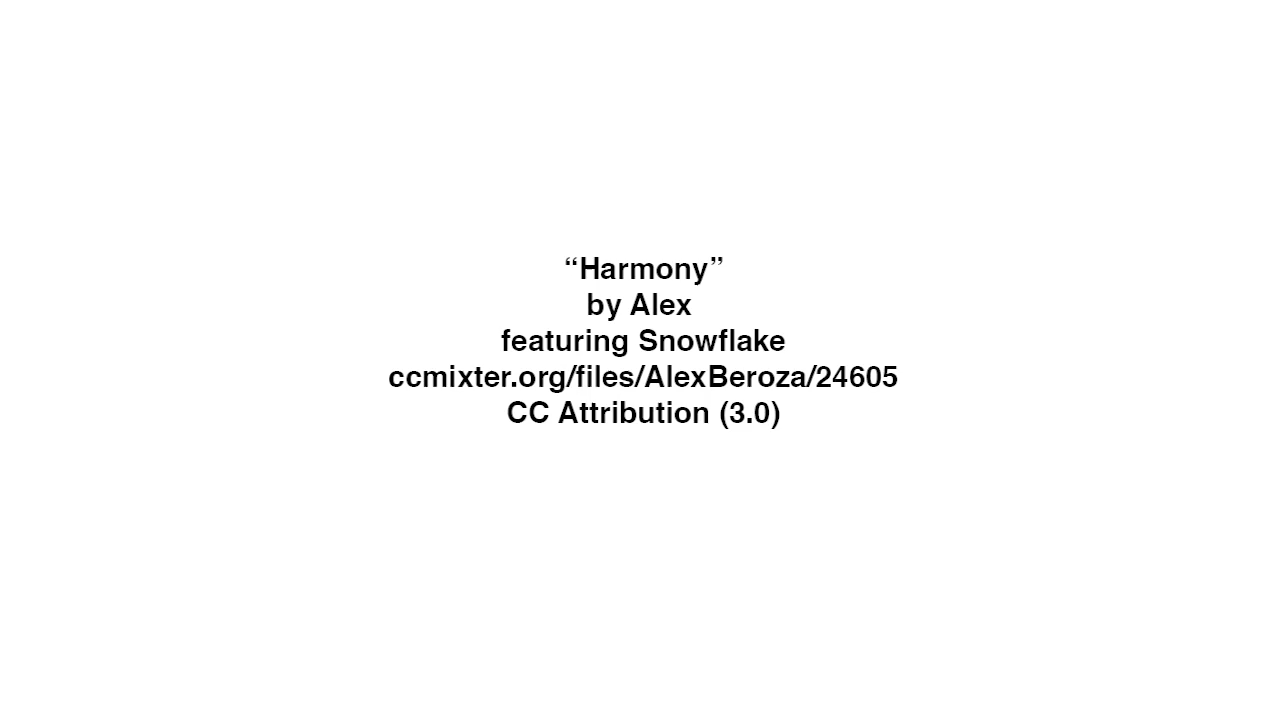 “Harmony”
by Alex
featuring Snowflake
ccmixter.org/files/AlexBeroza/24605
CC Attribution (3.0)